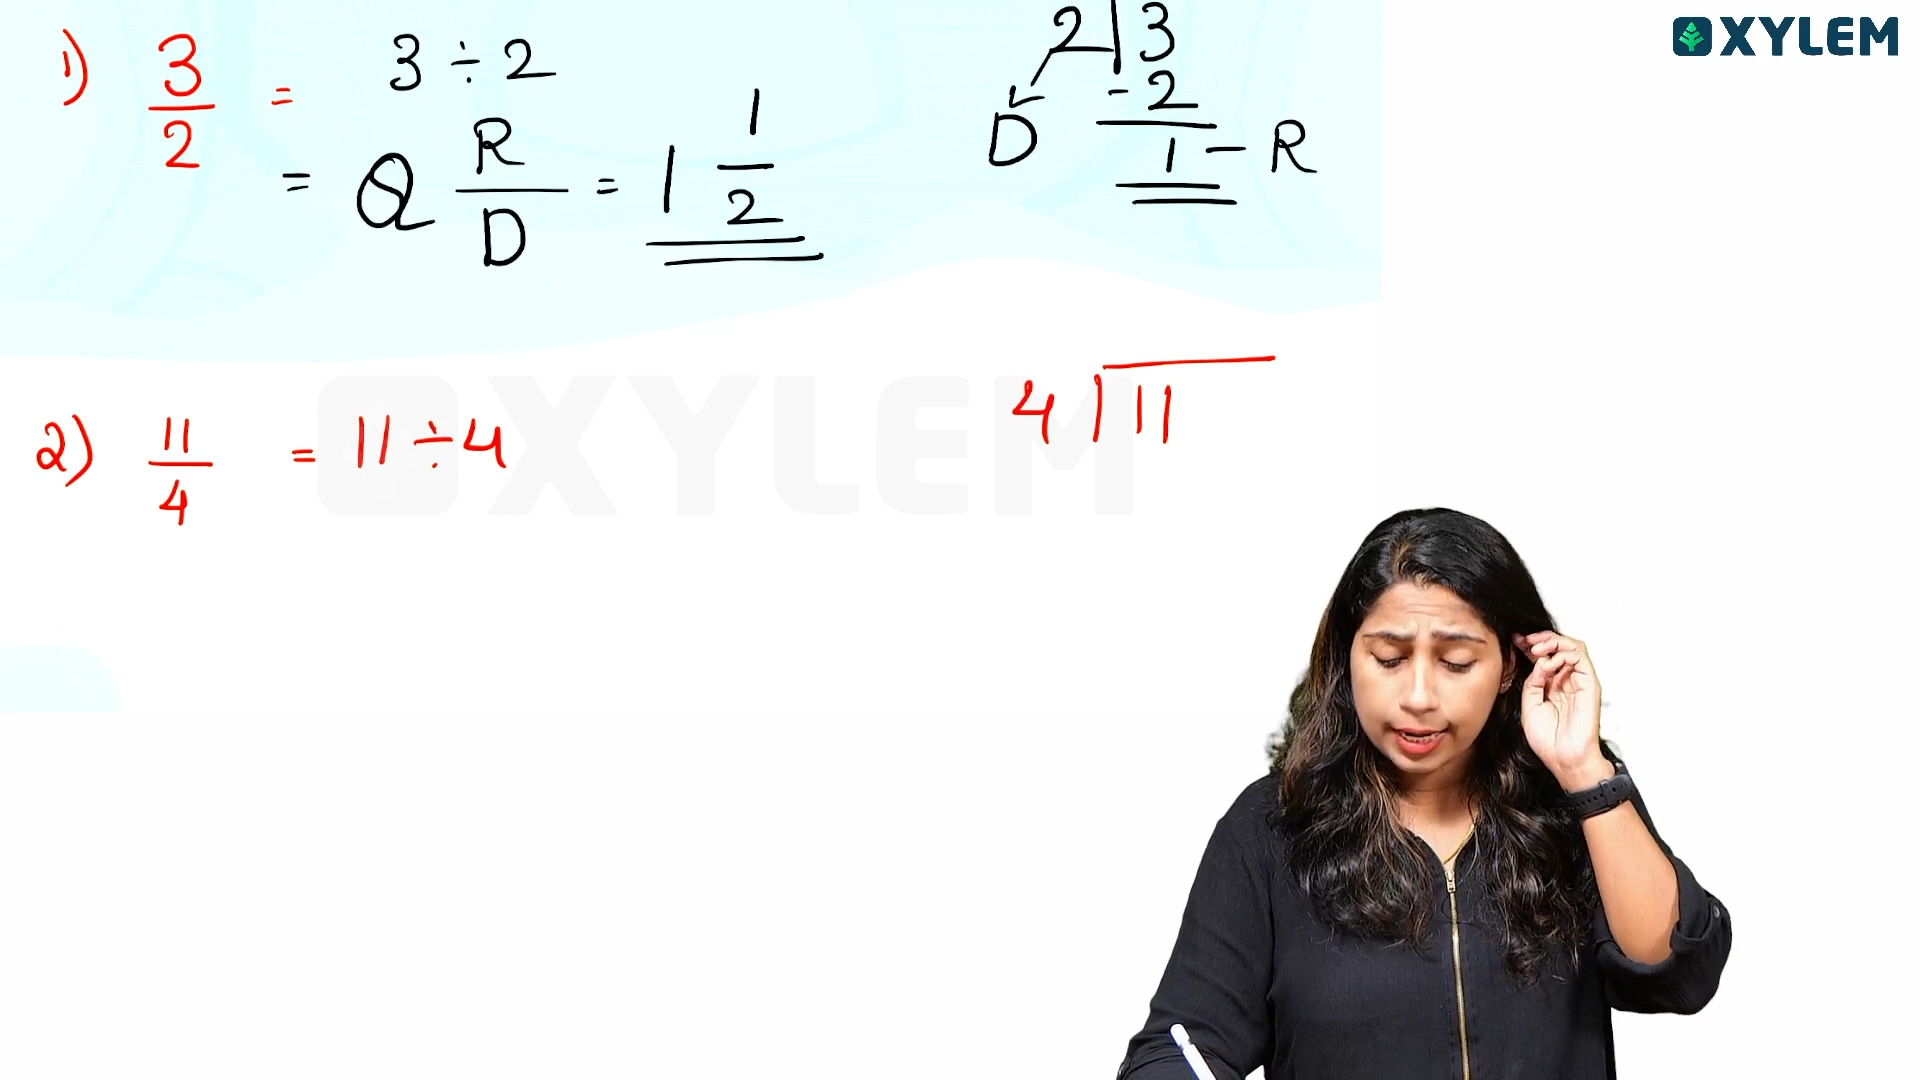 XYLEM
1) 3/2 = 3 ÷ 2
= Q R/D = 1 1/2
2 | 3
- 2
D 1 - R
XYLEM
2) 11/4 = 11 ÷ 4
4 ) 11